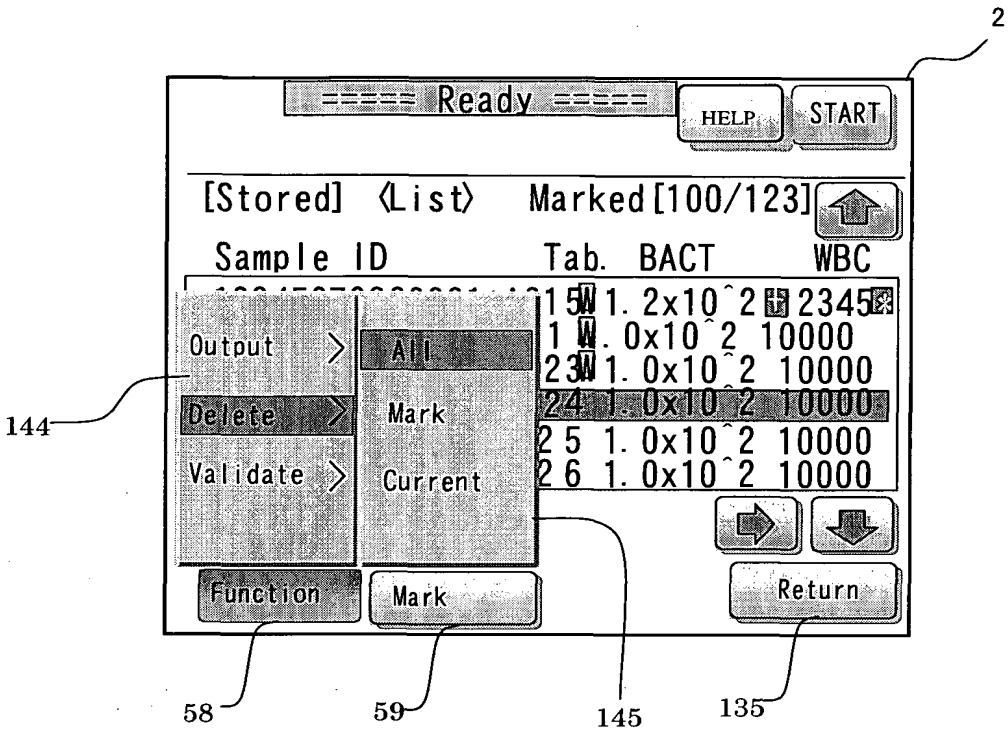 2
===== Ready =====
HELP
START
[Stored] 〈List〉 Marked[100/123]
Sample ID Tab. BACT WBC
15 W 1. 2x10^2 + 2345 *
1 W. 0x10^2 10000
23 W 1. 0x10^2 10000
24 1. 0x10^2 10000
25 1. 0x10^2 10000
26 1. 0x10^2 10000
Output >
Delete >
Validate >
All
Mark
Current
144
Function
Mark
Return
58
59
145
135